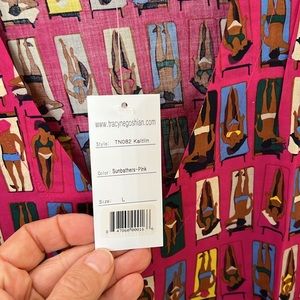 www.tracynegoshian.com
Style: TN082 Kaitlin
Color: Sunbathers-Pink
Size: L